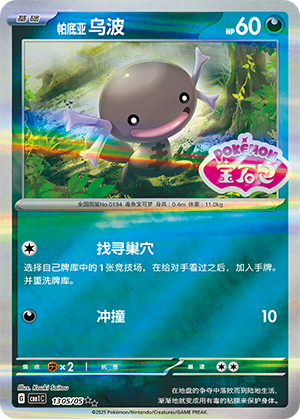 基础
帕底亚 乌波
HP 60
POKÉMON
宝石包
全国图鉴No.0194 毒鱼宝可梦 身高：0.4m 体重：11.0kg
找寻巢穴
选择自己牌库中的1张竞技场，在给对手看过之后，加入手牌。
并重洗牌库。
冲撞 10
弱点 ×2 抗性 撤退
Illus. Kouki Saitou
在地盘的争夺中落败而到陆地生活。
G CBB1C 13 05/05
渐渐地就变成用有毒的黏膜来保护身体。
©2025 Pokémon/Nintendo/Creatures/GAME FREAK.